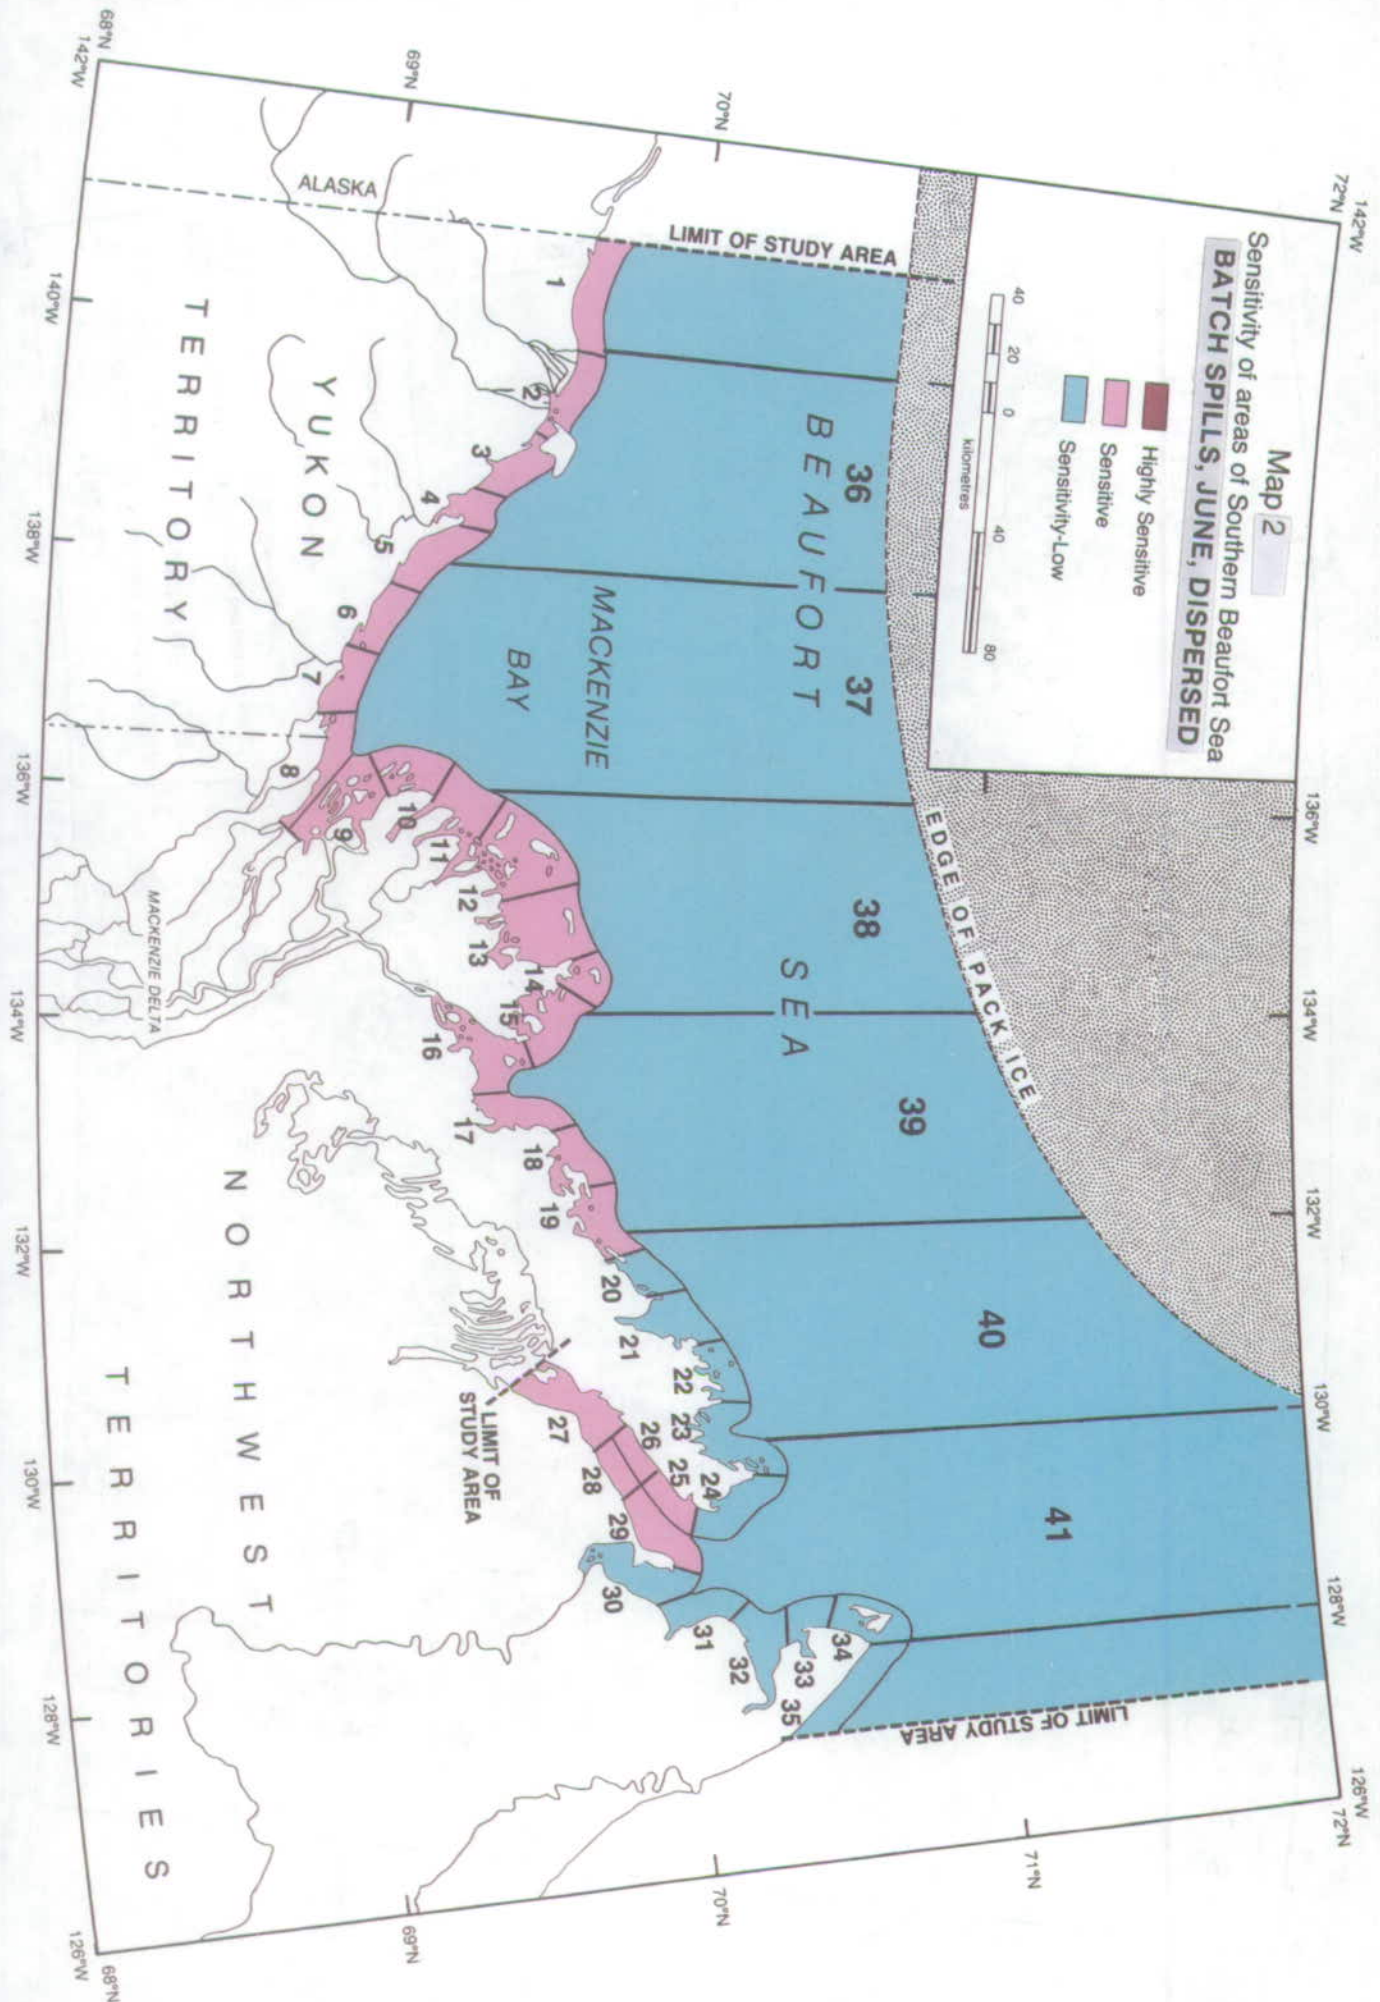 Map 2
Sensitivity of areas of Southern Beaufort Sea
BATCH SPILLS, JUNE, DISPERSED
Highly Sensitive
Sensitive
Sensitivity-Low
40 20 0 40 80
kilometres
142°W
72°N
136°W
134°W
132°W
130°W
128°W
126°W
72°N
71°N
70°N
69°N
68°N
126°W
128°W
130°W
132°W
134°W
136°W
138°W
140°W
142°W
68°N
69°N
70°N
LIMIT OF STUDY AREA
EDGE OF PACK ICE
LIMIT OF STUDY AREA
BEAUFORT
SEA
MACKENZIE
BAY
36
37
38
39
40
41
ALASKA
1
2
3
4
5
6
7
8
9
10
11
12
13
14
15
16
17
18
19
20
21
22
23
24
25
26
27
28
29
30
31
32
33
34
35
LIMIT OF
STUDY AREA
YUKON
TERRITORY
MACKENZIE DELTA
NORTHWEST
TERRITORIES